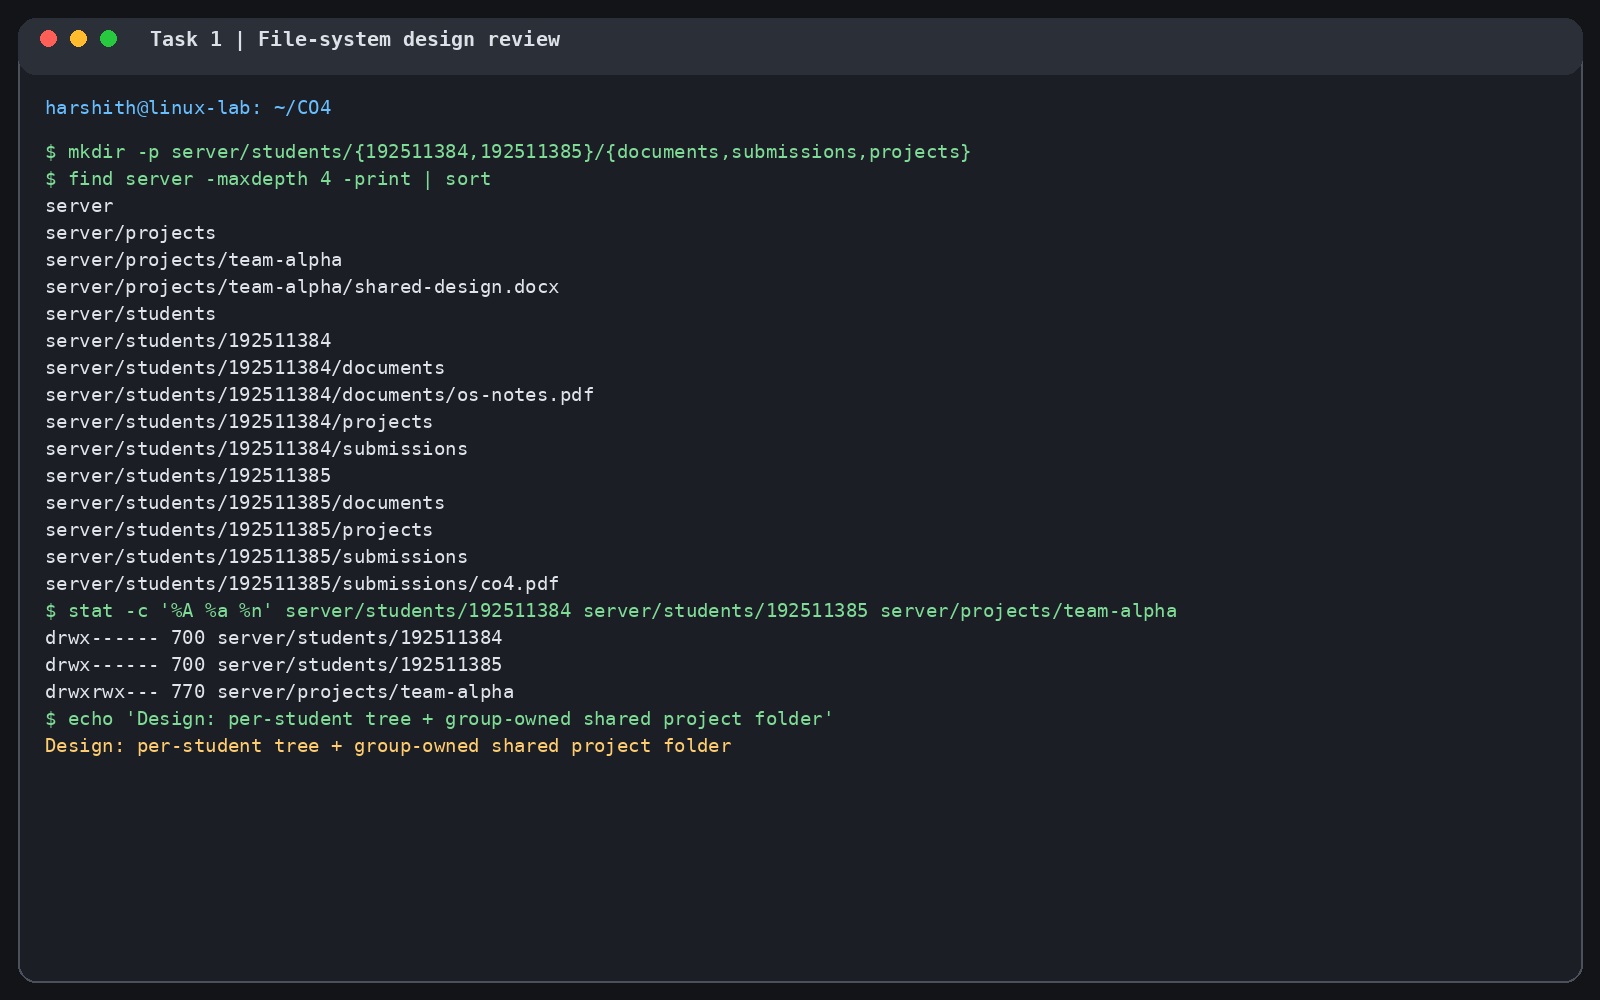 Task 1 | File-system design review
harshith@linux-lab: ~/CO4
$ mkdir -p server/students/{192511384,192511385}/{documents,submissions,projects}
$ find server -maxdepth 4 -print | sort
server
server/projects
server/projects/team-alpha
server/projects/team-alpha/shared-design.docx
server/students
server/students/192511384
server/students/192511384/documents
server/students/192511384/documents/os-notes.pdf
server/students/192511384/projects
server/students/192511384/submissions
server/students/192511385
server/students/192511385/documents
server/students/192511385/projects
server/students/192511385/submissions
server/students/192511385/submissions/co4.pdf
$ stat -c '%A %a %n' server/students/192511384 server/students/192511385 server/projects/team-alpha
drwx------ 700 server/students/192511384
drwx------ 700 server/students/192511385
drwxrwx--- 770 server/projects/team-alpha
$ echo 'Design: per-student tree + group-owned shared project folder'
Design: per-student tree + group-owned shared project folder